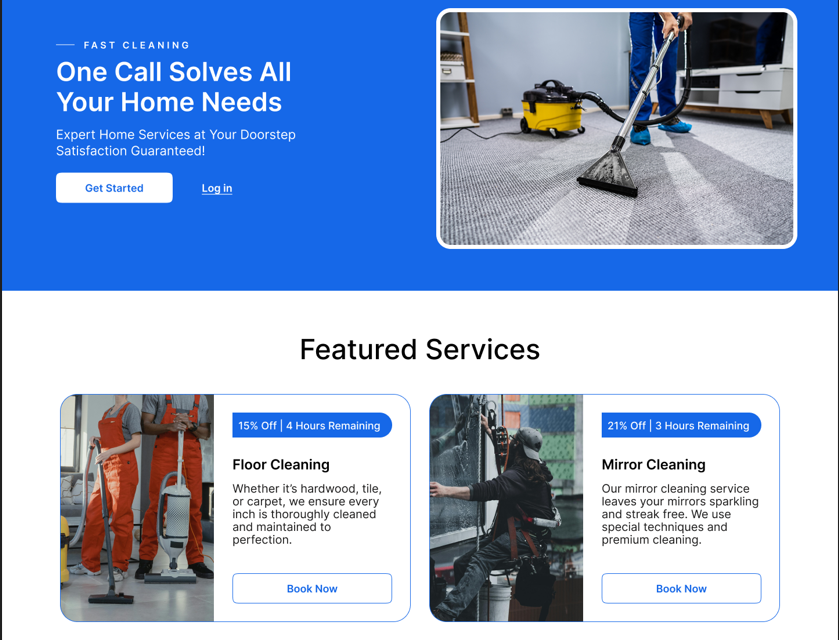 FAST CLEANING
One Call Solves All
Your Home Needs
Expert Home Services at Your Doorstep
Satisfaction Guaranteed!
Get Started
Log in
Featured Services
15% Off | 4 Hours Remaining
Floor Cleaning
Whether it’s hardwood, tile,
or carpet, we ensure every
inch is thoroughly cleaned
and maintained to
perfection.
Book Now
21% Off | 3 Hours Remaining
Mirror Cleaning
Our mirror cleaning service
leaves your mirrors sparkling
and streak free. We use
special techniques and
premium cleaning.
Book Now